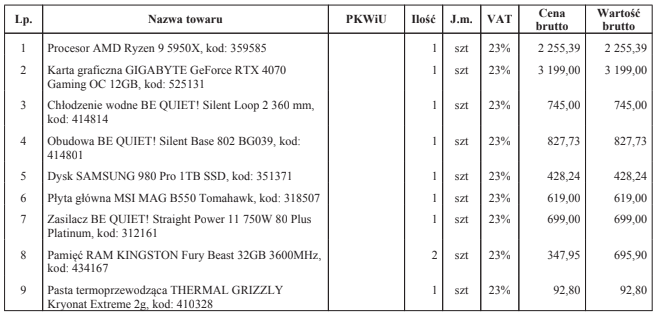 Lp. Nazwa towaru PKWiU Ilość J.m. VAT Cena brutto Wartość brutto
1 Procesor AMD Ryzen 9 5950X, kod: 359585 1 szt 23% 2 255,39 2 255,39
2 Karta graficzna GIGABYTE GeForce RTX 4070 1 szt 23% 3 199,00 3 199,00
Gaming OC 12GB, kod: 525131
3 Chłodzenie wodne BE QUIET! Silent Loop 2 360 mm, 1 szt 23% 745,00 745,00
kod: 414814
4 Obudowa BE QUIET! Silent Base 802 BG039, kod: 1 szt 23% 827,73 827,73
414801
5 Dysk SAMSUNG 980 Pro 1TB SSD, kod: 351371 1 szt 23% 428,24 428,24
6 Płyta główna MSI MAG B550 Tomahawk, kod: 318507 1 szt 23% 619,00 619,00
7 Zasilacz BE QUIET! Straight Power 11 750W 80 Plus 1 szt 23% 699,00 699,00
Platinum, kod: 312161
8 Pamięć RAM KINGSTON Fury Beast 32GB 3600MHz, 2 szt 23% 347,95 695,90
kod: 434167
9 Pasta termoprzewodząca THERMAL GRIZZLY 1 szt 23% 92,80 92,80
Kryonat Extreme 2g, kod: 410328